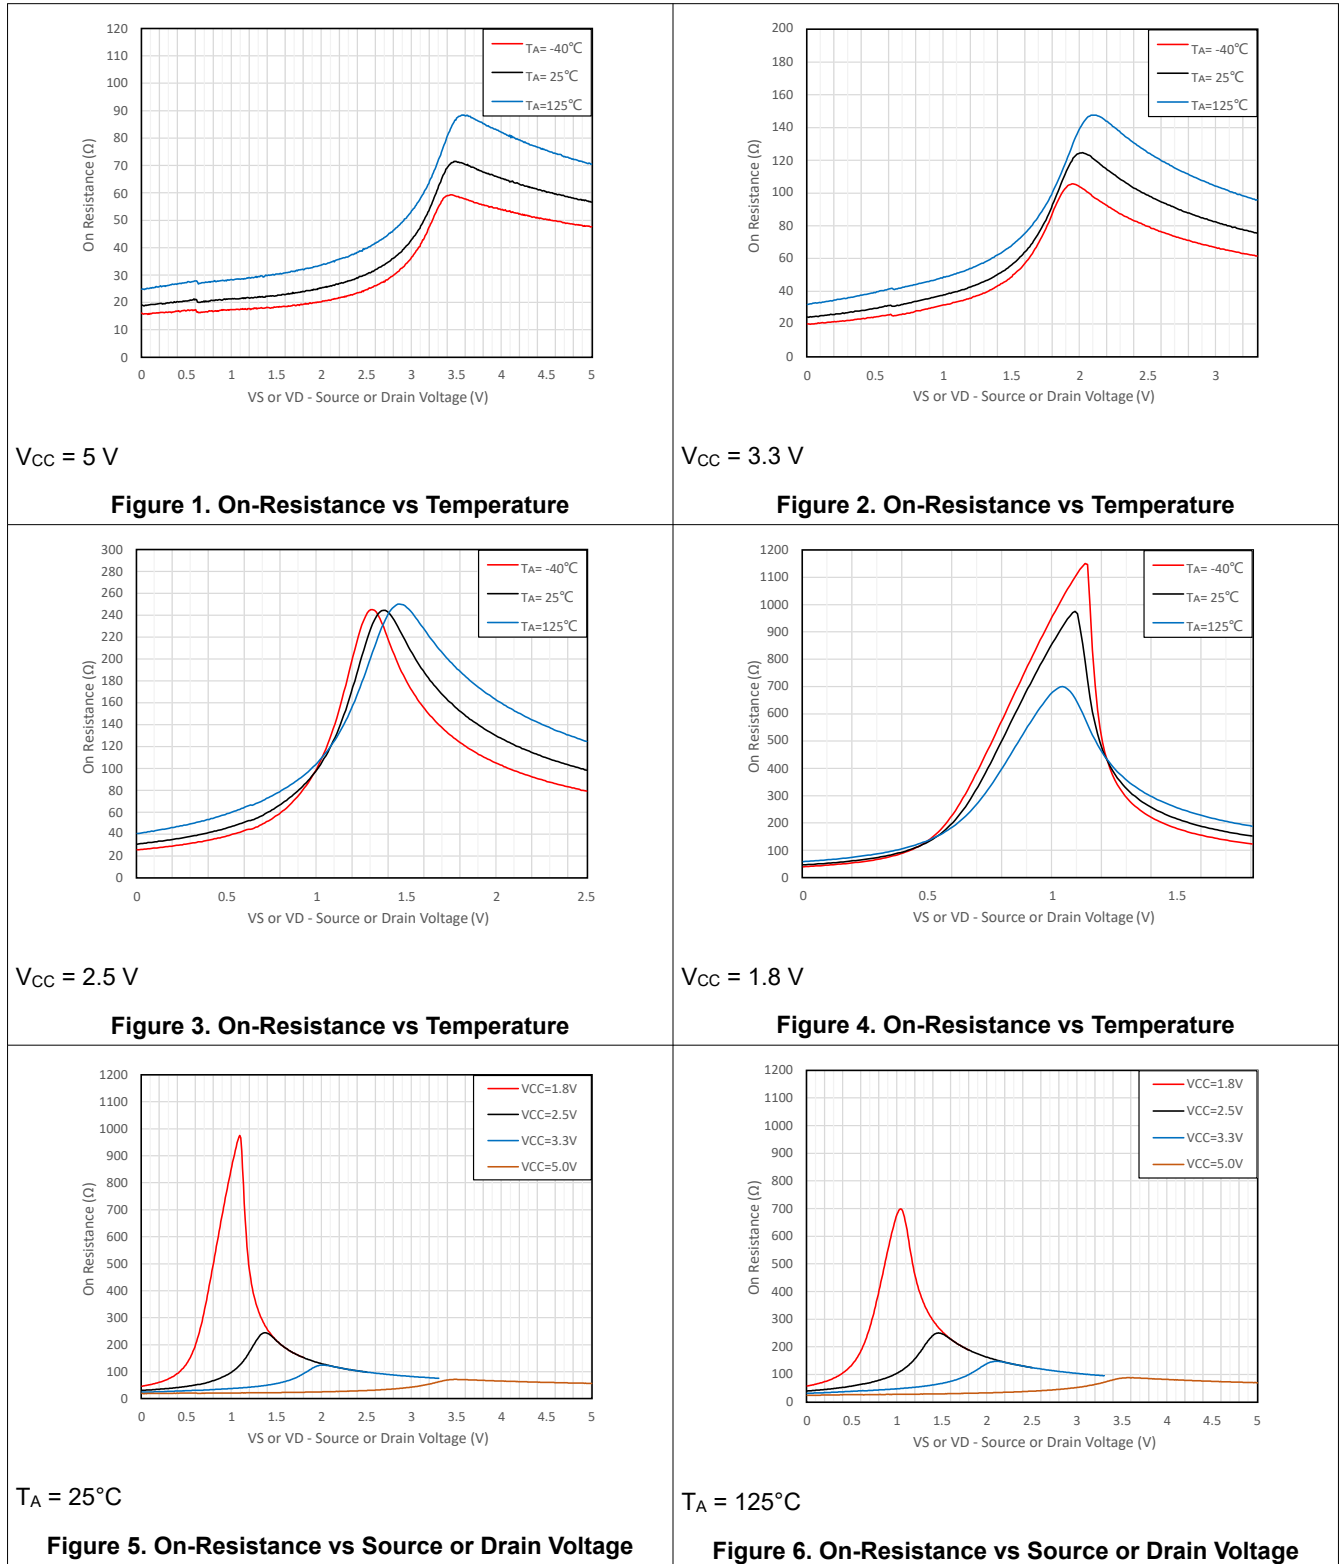 120
110
100
90
80
70
60
50
40
30
20
10
0
On Resistance (Ω)
TA= -40℃
TA= 25℃
TA=125℃
0 0.5 1 1.5 2 2.5 3 3.5 4 4.5 5
VS or VD - Source or Drain Voltage (V)
VCC = 5 V
Figure 1. On-Resistance vs Temperature
200
180
160
140
120
100
80
60
40
20
0
On Resistance (Ω)
TA= -40℃
TA= 25℃
TA=125℃
0 0.5 1 1.5 2 2.5 3
VS or VD - Source or Drain Voltage (V)
VCC = 3.3 V
Figure 2. On-Resistance vs Temperature
300
280
260
240
220
200
180
160
140
120
100
80
60
40
20
0
On Resistance (Ω)
TA= -40℃
TA= 25℃
TA=125℃
0 0.5 1 1.5 2 2.5
VS or VD - Source or Drain Voltage (V)
VCC = 2.5 V
Figure 3. On-Resistance vs Temperature
1200
1100
1000
900
800
700
600
500
400
300
200
100
0
On Resistance (Ω)
TA= -40℃
TA= 25℃
TA=125℃
0 0.5 1 1.5
VS or VD - Source or Drain Voltage (V)
VCC = 1.8 V
Figure 4. On-Resistance vs Temperature
1200
1100
1000
900
800
700
600
500
400
300
200
100
0
On Resistance (Ω)
VCC=1.8V
VCC=2.5V
VCC=3.3V
VCC=5.0V
0 0.5 1 1.5 2 2.5 3 3.5 4 4.5 5
VS or VD - Source or Drain Voltage (V)
TA = 25°C
Figure 5. On-Resistance vs Source or Drain Voltage
1200
1100
1000
900
800
700
600
500
400
300
200
100
0
On Resistance (Ω)
VCC=1.8V
VCC=2.5V
VCC=3.3V
VCC=5.0V
0 0.5 1 1.5 2 2.5 3 3.5 4 4.5 5
VS or VD - Source or Drain Voltage (V)
TA = 125°C
Figure 6. On-Resistance vs Source or Drain Voltage